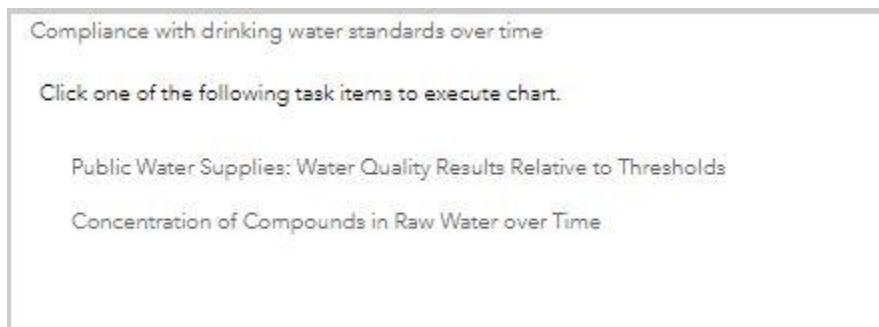 Compliance with drinking water standards over time
Click one of the following task items to execute chart.
Public Water Supplies: Water Quality Results Relative to Thresholds
Concentration of Compounds in Raw Water over Time